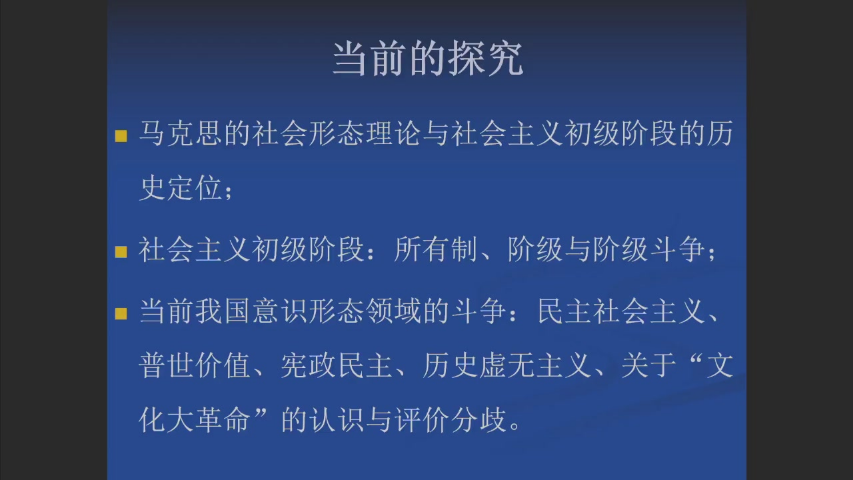 当前的探究
马克思的社会形态理论与社会主义初级阶段的历
史定位；
社会主义初级阶段：所有制、阶级与阶级斗争；
当前我国意识形态领域的斗争：民主社会主义、
普世价值、宪政民主、历史虚无主义、关于“文
化大革命”的认识与评价分歧。